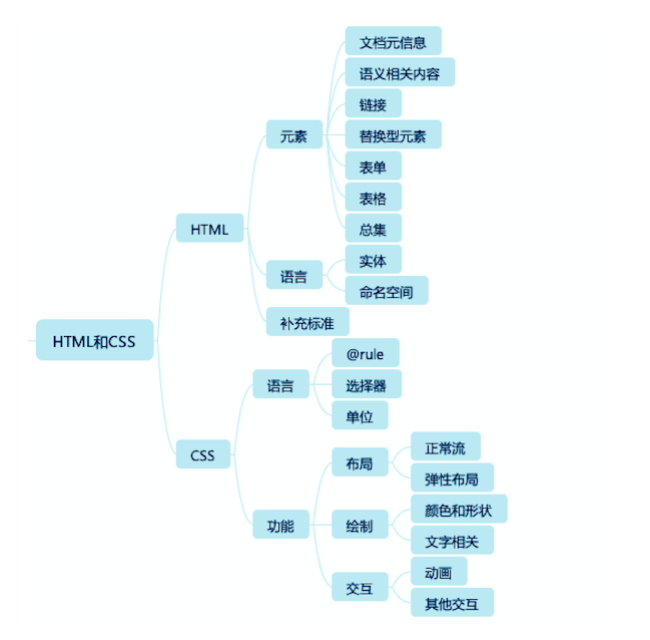 文档元信息
语义相关内容
链接
元素
替换型元素
表单
表格
HTML
总集
语言
实体
命名空间
补充标准
HTML和CSS
@rule
语言
选择器
单位
CSS
正常流
布局
弹性布局
颜色和形状
功能
绘制
文字相关
动画
交互
其他交互